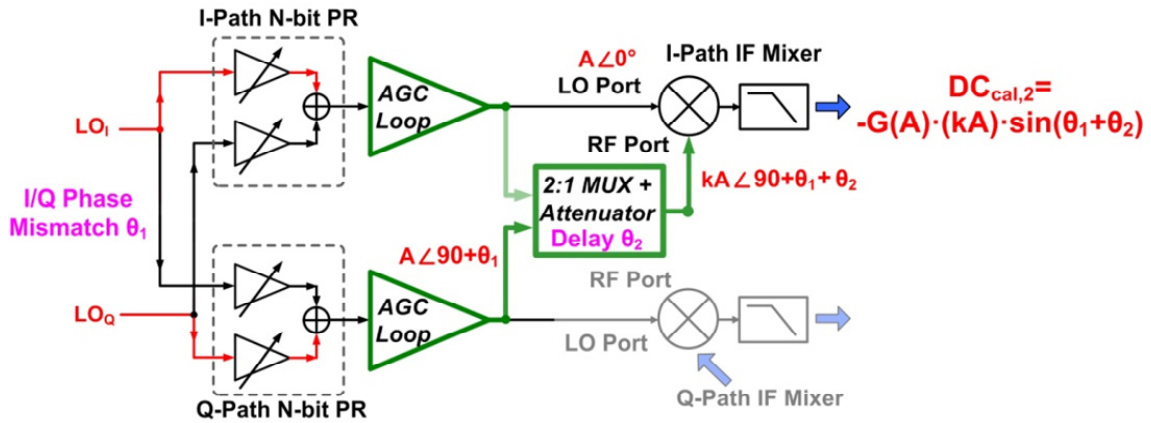 I-Path N-bit PR
A∠0°
LO Port
I-Path IF Mixer
AGC
Loop
DCcal,2=
-G(A)·(kA)·sin(θ1+θ2)
LOI
RF Port
I/Q Phase
Mismatch θ1
2:1 MUX +
Attenuator
Delay θ2
kA∠90+θ1+θ2
A∠90+θ1
RF Port
LOQ
AGC
Loop
LO Port
Q-Path IF Mixer
Q-Path N-bit PR